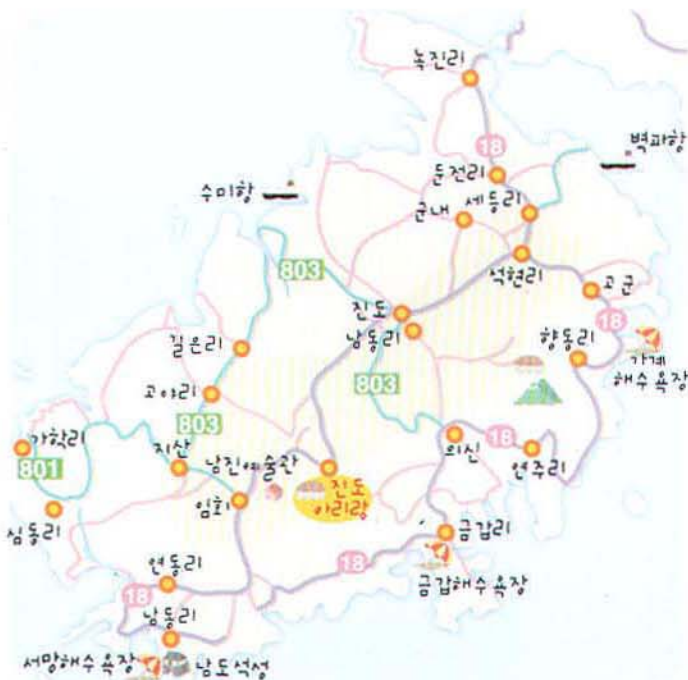 녹진리
18
벽파항
둔전리
수미항
군내
세등리
석현리
803
고군
진도
18
남동리
향동리
가계
해수욕장
길은리
803
고야리
803
가학리
801
지산
남진예술관
의신
18
연주리
진도
아리랑
임회
심동리
금갑리
연동리
18
18
금갑해수욕장
남동리
서망해수욕장
남도석성